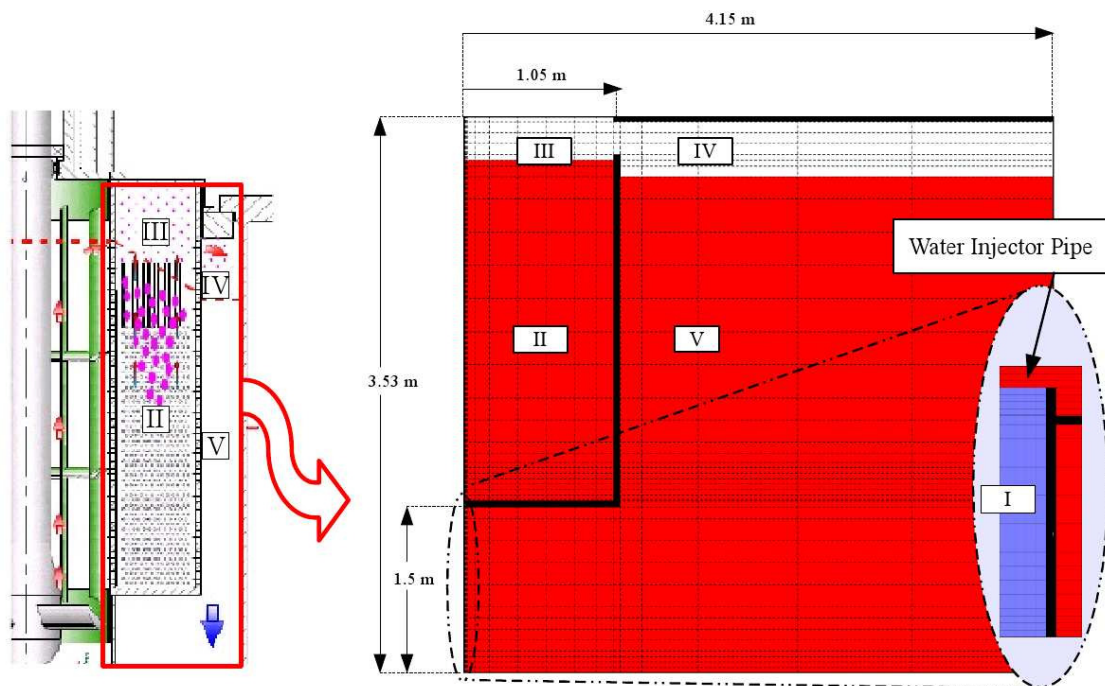 III
IV
II
V
4.15 m
1.05 m
III
IV
Water Injector Pipe
II
V
3.53 m
I
1.5 m